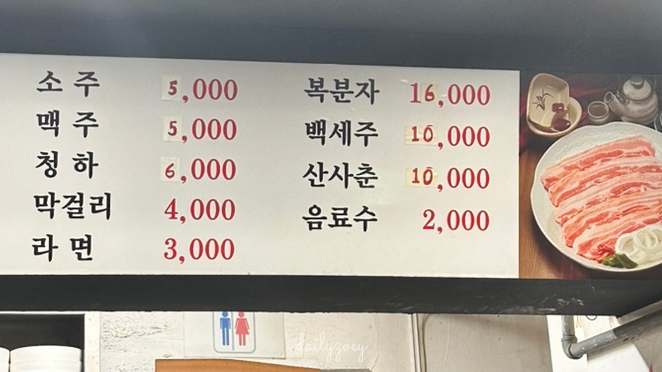 소주 5,000
맥주 5,000
청하 6,000
막걸리 4,000
라면 3,000
복분자 16,000
백세주 10,000
산사춘 10,000
음료수 2,000
dailyzoey